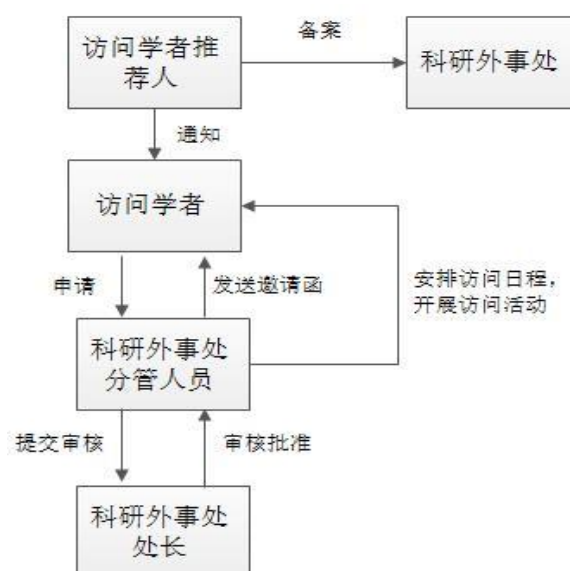 访问学者推
荐人
备案
科研外事处
通知
访问学者
申请
发送邀请函
安排访问日程，
开展访问活动
科研外事处
分管人员
提交审核
审核批准
科研外事处
处长